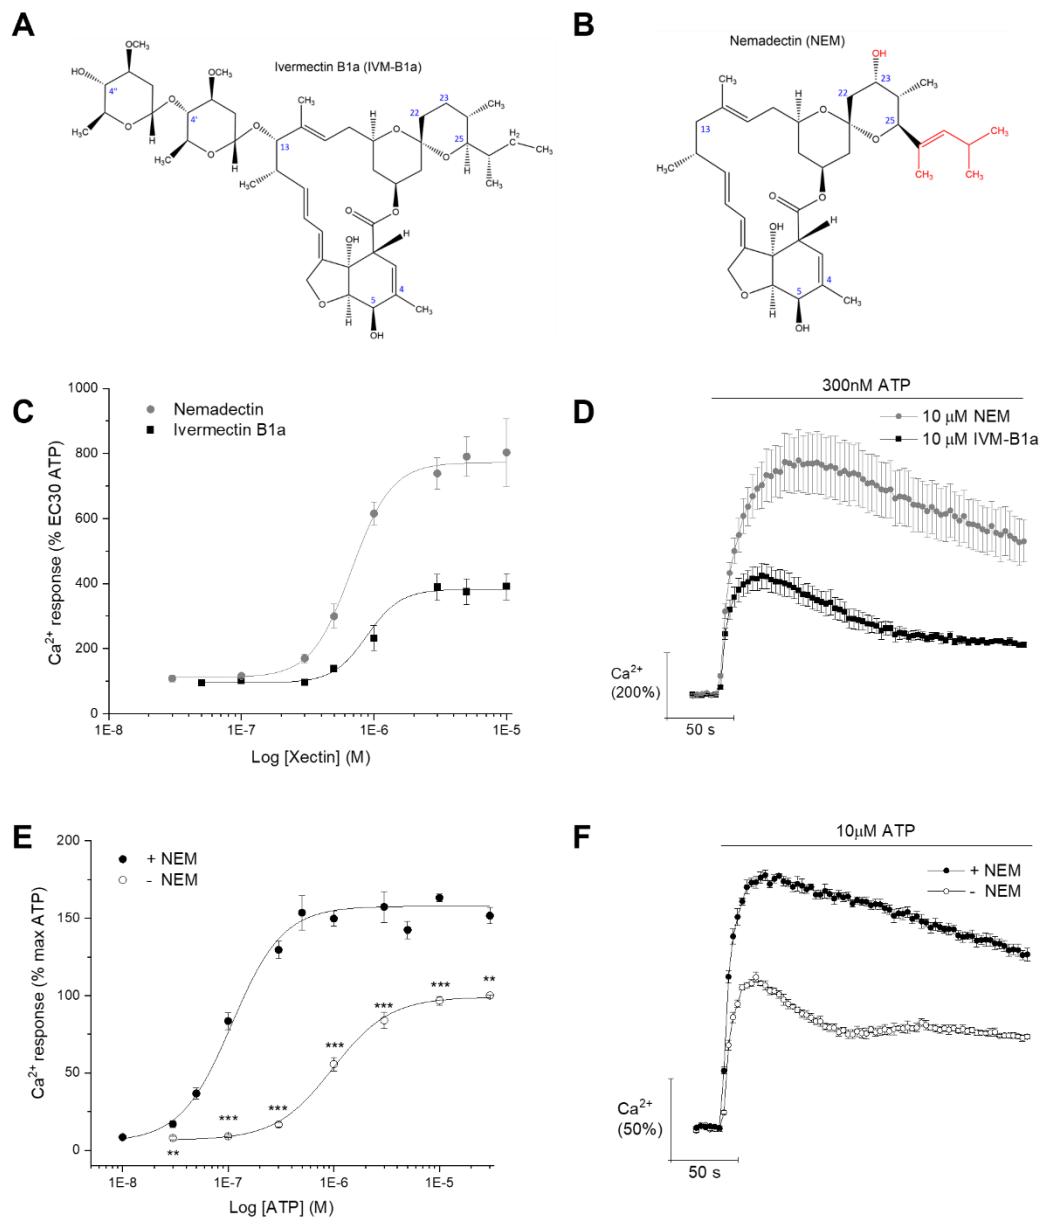 A
Ivermectin B1a (IVM-B1a)
OCH₃
HO
4''
CH₃
O
H
OCH₃
4'
O
CH₃
O
H
O
13
CH₃
H₃C
H
O
22
23
CH₃
25
O
H₂
C
CH₃
H
CH₃
O
O
OH
H
O
H
5
4
CH₃
OH
B
Nemadectin (NEM)
OH
23
CH₃
22
CH₃
H
O
25
O
CH₃
13
H₃C
CH₃
CH₃
O
O
OH
H
O
H
5
4
CH₃
OH
C
1000
800
600
400
200
0
Ca²⁺ response (% EC30 ATP)
Nemadectin
Ivermectin B1a
1E-8 1E-7 1E-6 1E-5
Log [Xectin] (M)
D
300nM ATP
10 μM NEM
10 μM IVM-B1a
Ca²⁺
(200%)
50 s
E
200
150
100
50
0
Ca²⁺ response (% max ATP)
+ NEM
- NEM
**
***
***
***
***
***
**
1E-8 1E-7 1E-6 1E-5
Log [ATP] (M)
F
10μM ATP
+ NEM
- NEM
Ca²⁺
(50%)
50 s